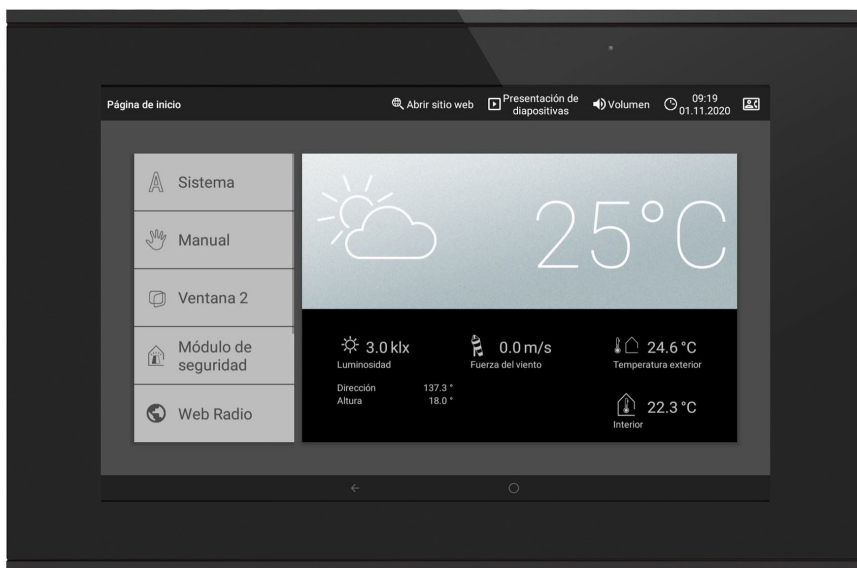 Página de inicio
Abrir sitio web
Presentación de
diapositivas
Volumen
09:19
01.11.2020
Sistema
Manual
Ventana 2
Módulo de
seguridad
Web Radio
25°C
3.0 klx
Luminosidad
Dirección 137.3 °
Altura 18.0 °
0.0 m/s
Fuerza del viento
24.6 °C
Temperatura exterior
22.3 °C
Interior